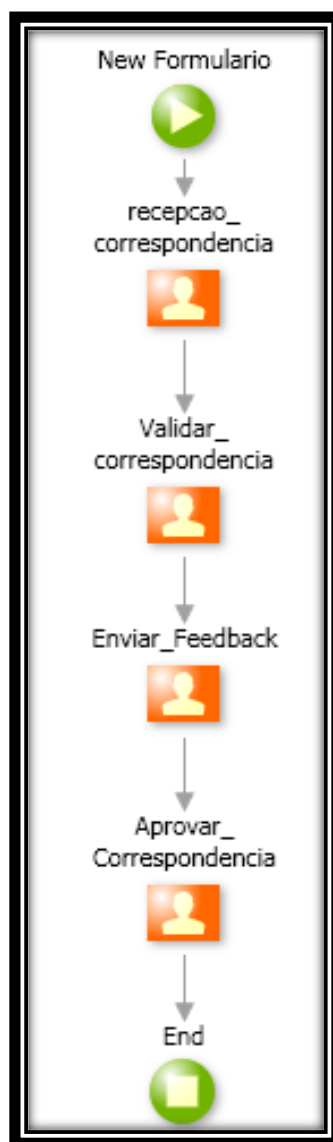 New Formulario
recepcao_
correspondencia
Validar_
correspondencia
Enviar_Feedback
Aprovar_
Correspondencia
End